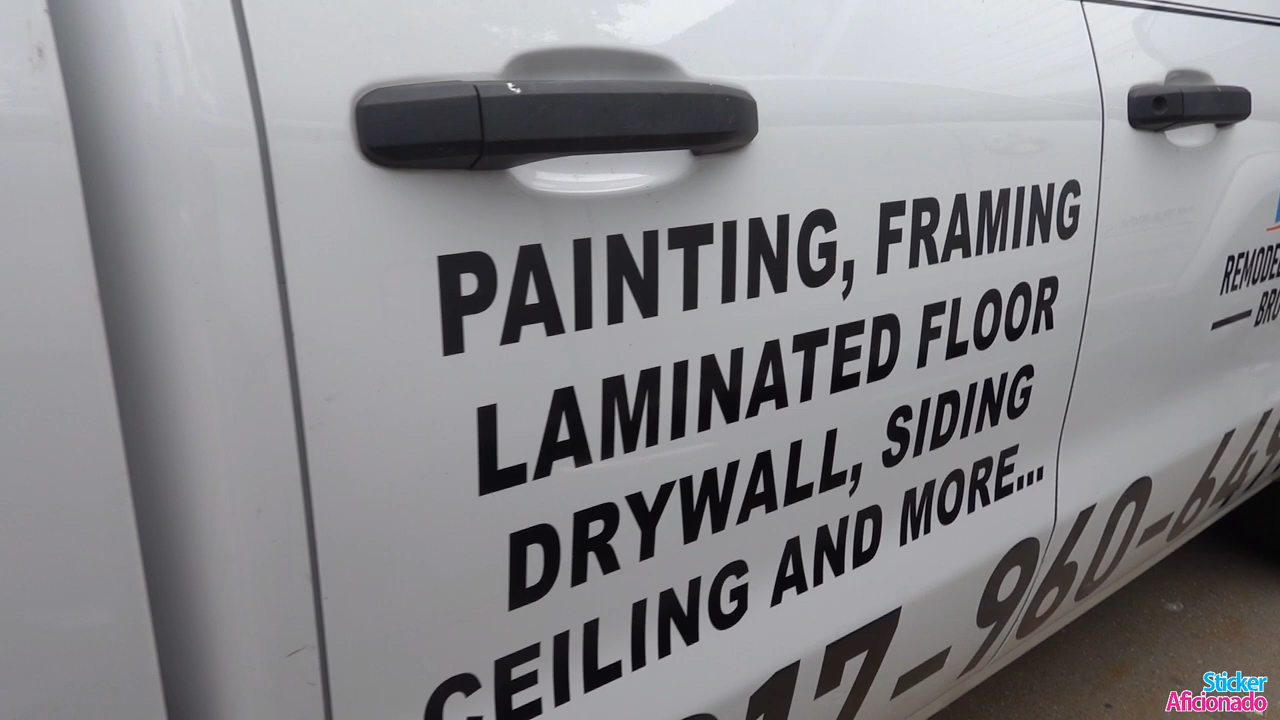 PAINTING, FRAMING
LAMINATED FLOOR
DRYWALL, SIDING
CEILING AND MORE...
Sticker
Aficionado